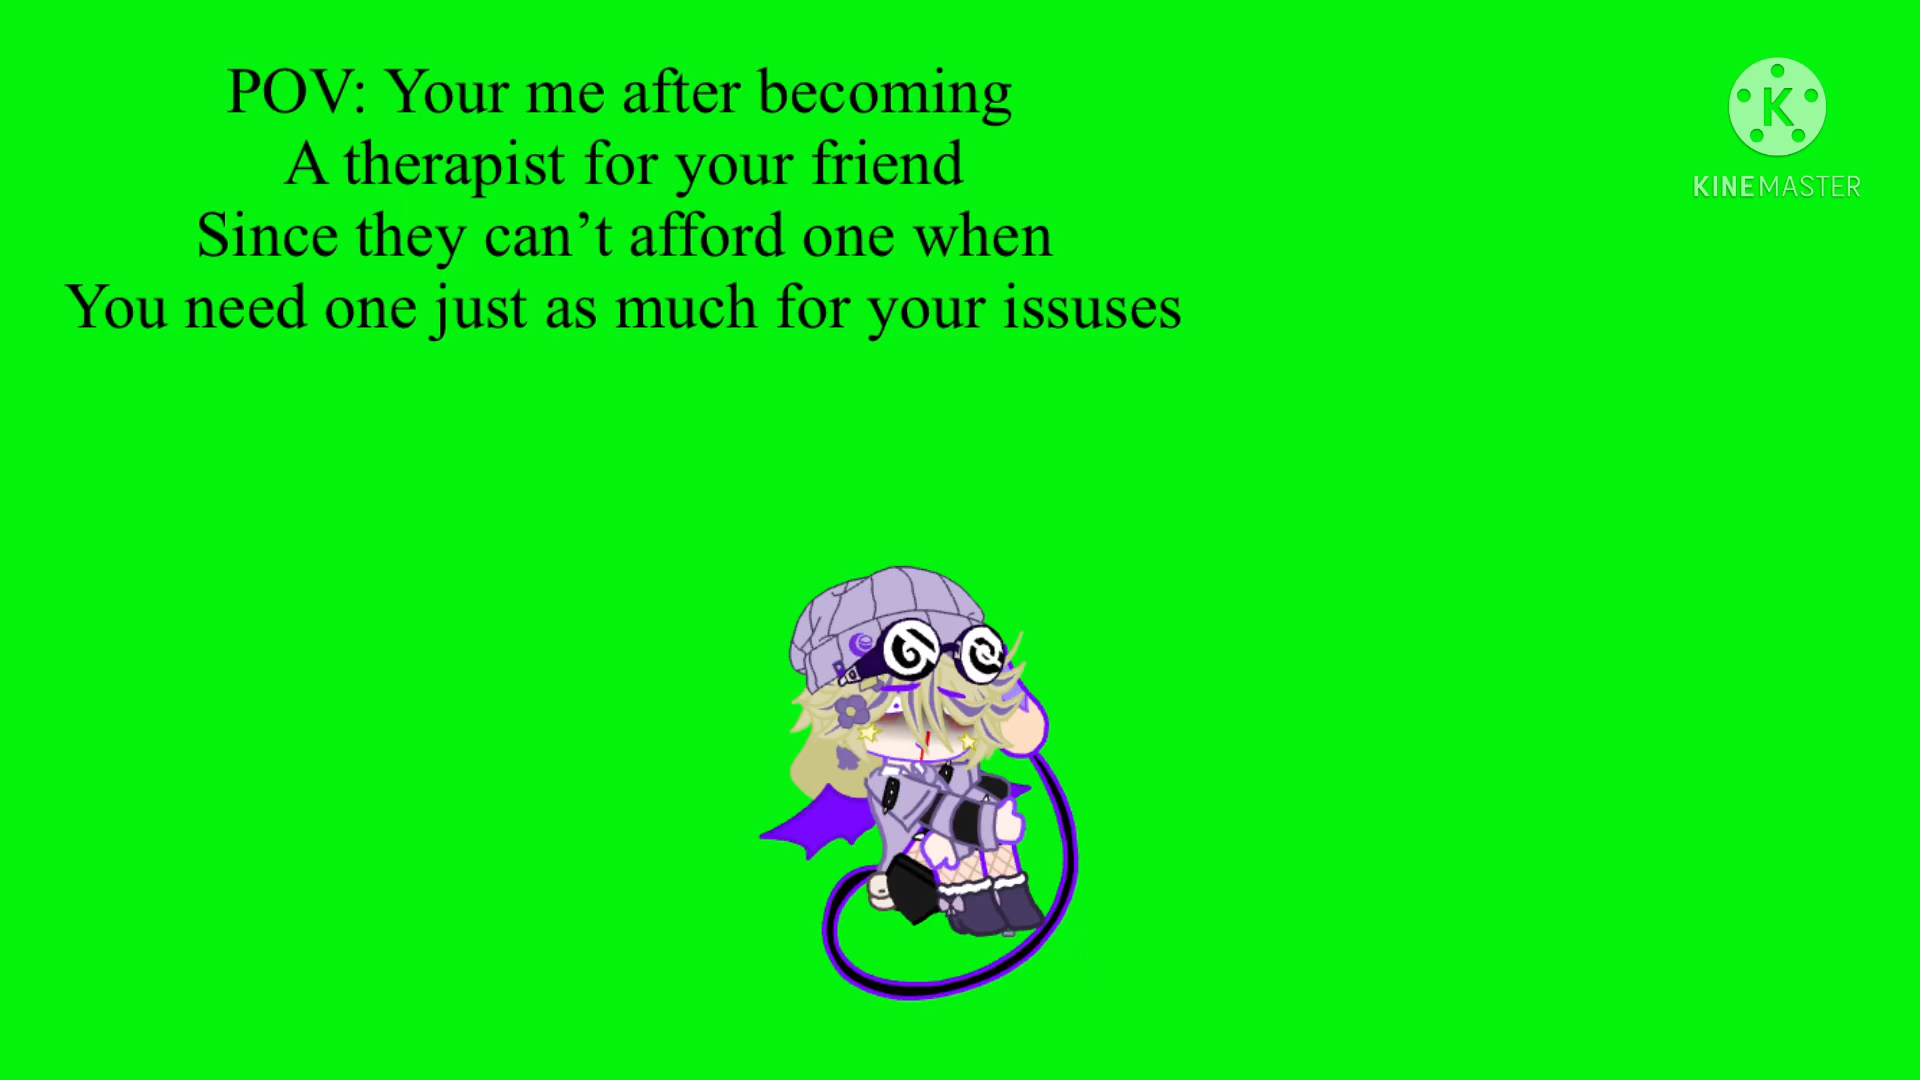 POV: Your me after becoming
A therapist for your friend
Since they can’t afford one when
You need one just as much for your issuses
K
KINEMASTER